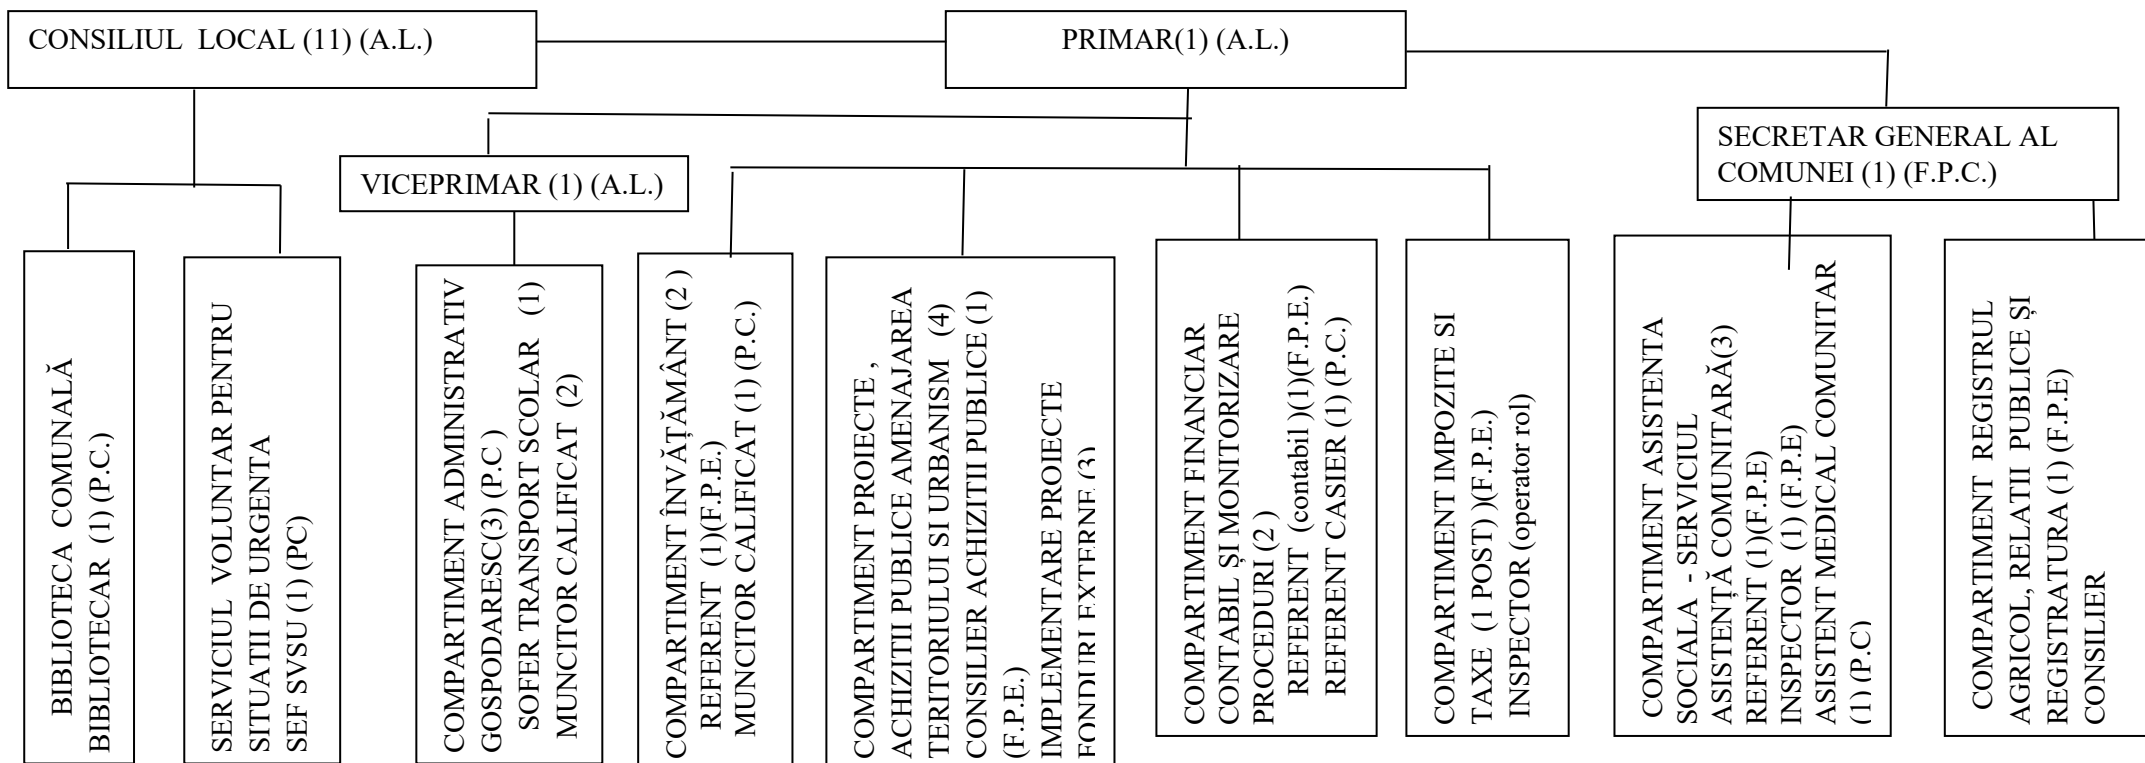 CONSILIUL LOCAL (11) (A.L.)
PRIMAR(1) (A.L.)
SECRETAR GENERAL AL
COMUNEI (1) (F.P.C.)
VICEPRIMAR (1) (A.L.)
BIBLIOTECA COMUNALĂ
BIBLIOTECAR (1) (P.C.)
SERVICIUL VOLUNTAR PENTRU
SITUATII DE URGENTA
SEF SVSU (1) (PC)
COMPARTIMENT ADMINISTRATIV
GOSPODARESC(3) (P.C )
SOFER TRANSPORT SCOLAR (1)
MUNCITOR CALIFICAT (2)
COMPARTIMENT ÎNVĂȚĂMÂNT (2 )
REFERENT (1)(F.P.E.)
MUNCITOR CALIFICAT (1) (P.C.)
COMPARTIMENT PROIECTE ,
ACHIZITII PUBLICE AMENAJAREA
TERITORIULUI SI URBANISM (4)
CONSILIER ACHIZITII PUBLICE (1)
(F.P.E.)
IMPLEMENTARE PROIECTE
FONDURI EXTERNE (3)
COMPARTIMENT FINANCIAR
CONTABIL ȘI MONITORIZARE
PROCEDURI (2 )
REFERENT (contabil )(1)(F.P.E.)
REFERENT CASIER (1) (P.C.)
COMPARTIMENT IMPOZITE SI
TAXE (1 POST) )(F.P.E.)
INSPECTOR (operator rol)
COMPARTIMENT ASISTENTA
SOCIALA - SERVICIUL
ASISTENȚĂ COMUNITARĂ(3)
REFERENT (1)(F.P.E)
INSPECTOR (1) (F.P.E)
ASISTENT MEDICAL COMUNITAR
(1) (P.C)
COMPARTIMENT REGISTRUL
AGRICOL, RELATII PUBLICE ȘI
REGISTRATURA (1) (F.P.E)
CONSILIER